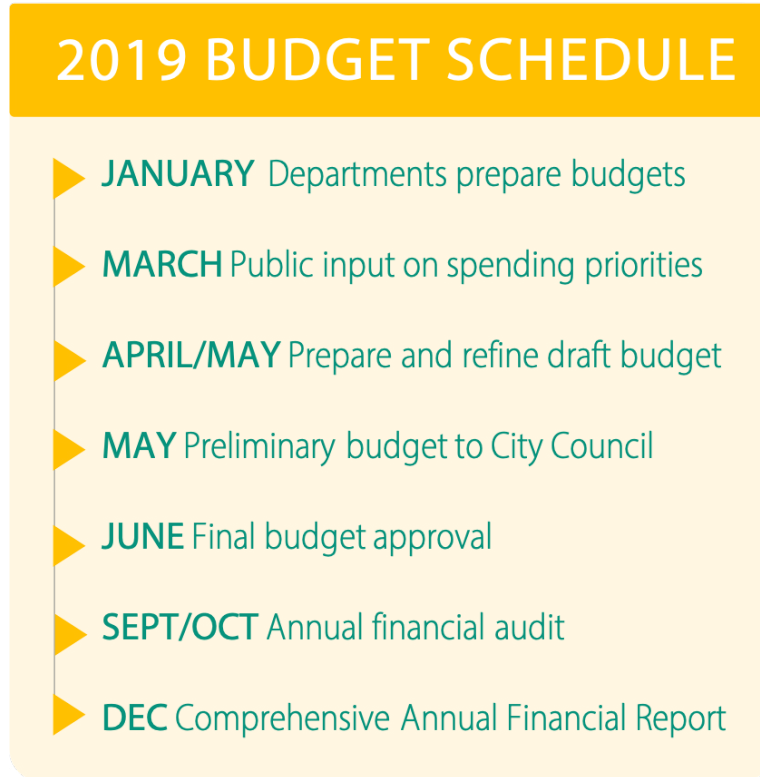 2019 BUDGET SCHEDULE
JANUARY Departments prepare budgets
MARCH Public input on spending priorities
APRIL/MAY Prepare and refine draft budget
MAY Preliminary budget to City Council
JUNE Final budget approval
SEPT/OCT Annual financial audit
DEC Comprehensive Annual Financial Report